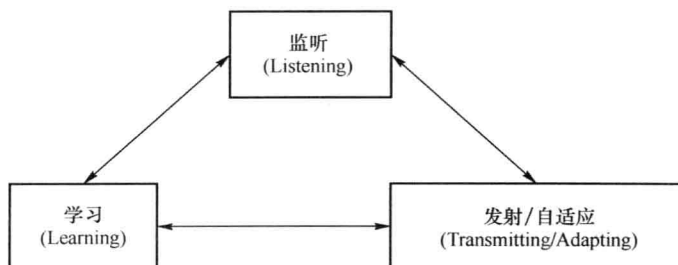 监听
(Listening)
学习
(Learning)
发射/自适应
(Transmitting/Adapting)